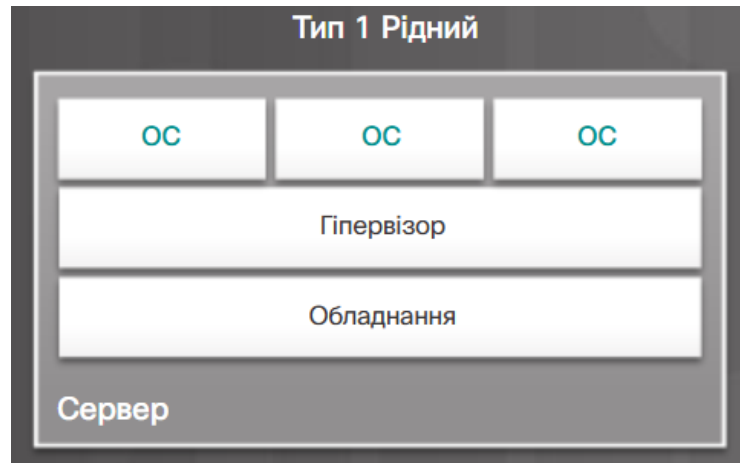 Тип 1 Рідний
ОС ОС ОС
Гіпервізор
Обладнання
Сервер